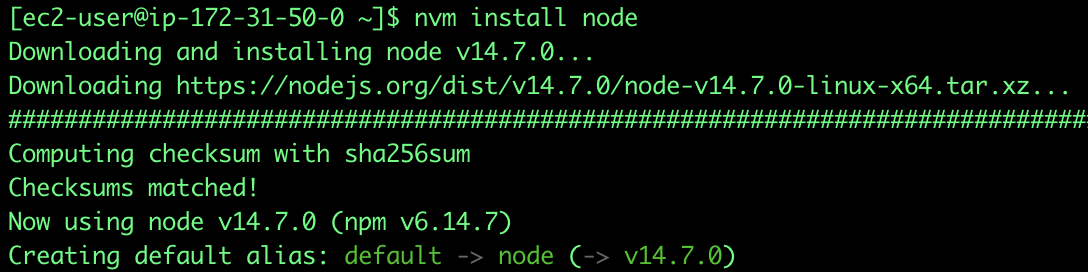 [ec2-user@ip-172-31-50-0 ~]$ nvm install node
Downloading and installing node v14.7.0...
Downloading https://nodejs.org/dist/v14.7.0/node-v14.7.0-linux-x64.tar.xz...
################################################################################
Computing checksum with sha256sum
Checksums matched!
Now using node v14.7.0 (npm v6.14.7)
Creating default alias: default -> node (-> v14.7.0)